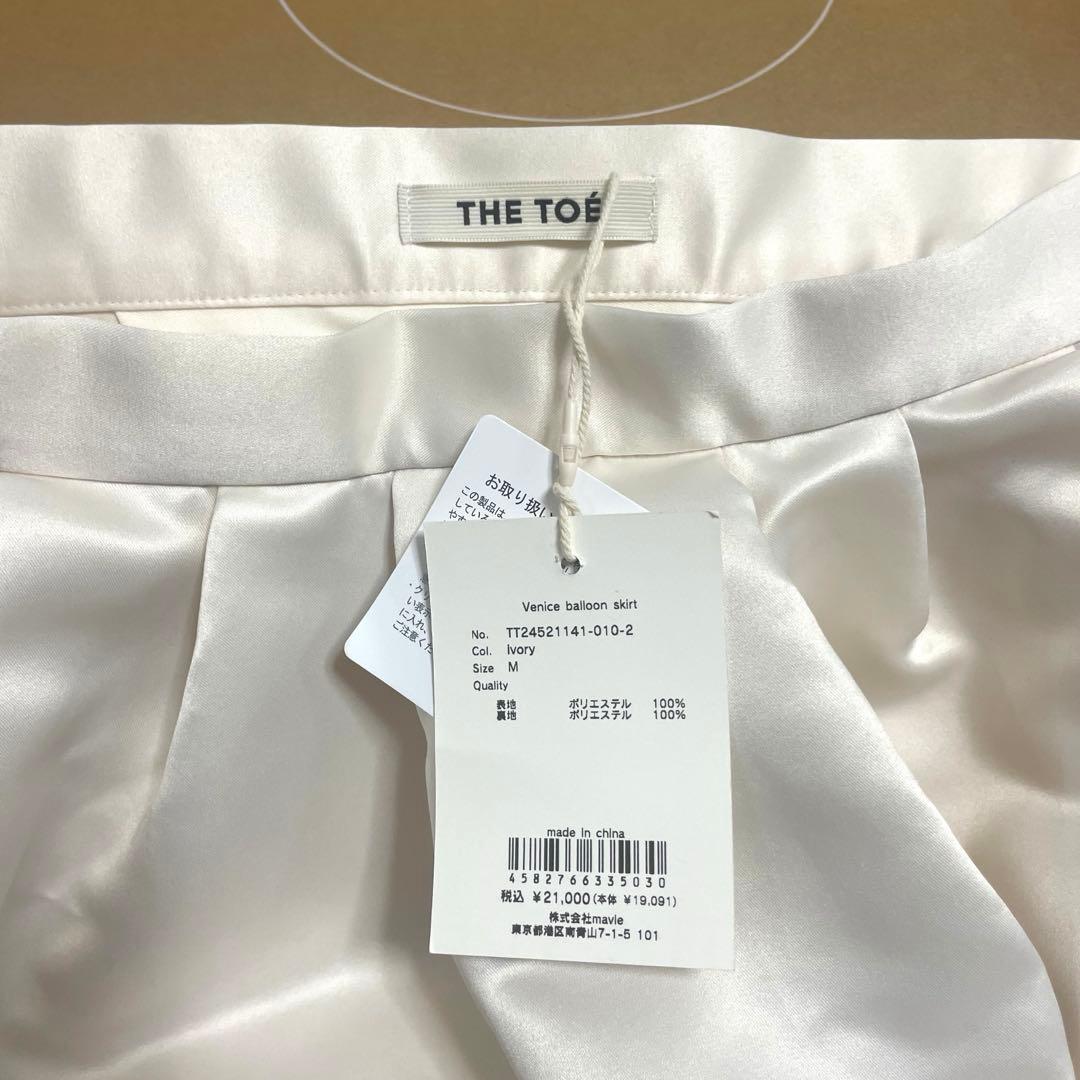 THE TOÉ
お取り扱い
この製品は
している
やす
い表示
に入れ、
ご注意くだ
Venice balloon skirt
No. TT24521141-010-2
Col. Ivory
Size M
Quality
表地 ポリエステル 100%
裏地 ポリエステル 100%
made in china
4582766335030
税込 ¥21,000(本体 ¥19,091)
株式会社mavie
東京都港区南青山7-1-5 101